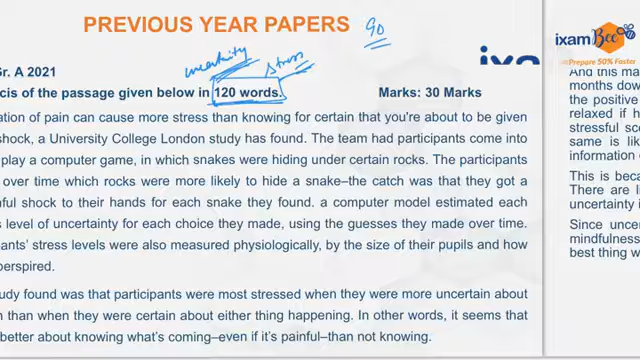 PREVIOUS YEAR PAPERS
90
ixam
Bee
Prepare 50% Faster
Gr. A 2021
uncertainty
stress
cis of the passage given below in 120 words.
Marks: 30 Marks
ation of pain can cause more stress than knowing for certain that you're about to be given
shock, a University College London study has found. The team had participants come into
play a computer game, in which snakes were hiding under certain rocks. The participants
over time which rocks were more likely to hide a snake–the catch was that they got a
ful shock to their hands for each snake they found. a computer model estimated each
s level of uncertainty for each choice they made, using the guesses they made over time.
ants' stress levels were also measured physiologically, by the size of their pupils and how
perspired.
udy found was that participants were most stressed when they were more uncertain about
n than when they were certain about either thing happening. In other words, it seems that
better about knowing what's coming–even if it's painful–than not knowing.
And this ma
months dow
the positive
relaxed if h
stressful sc
same is lik
information
This is beca
There are li
uncertainty i
Since uncer
mindfulness
best thing w